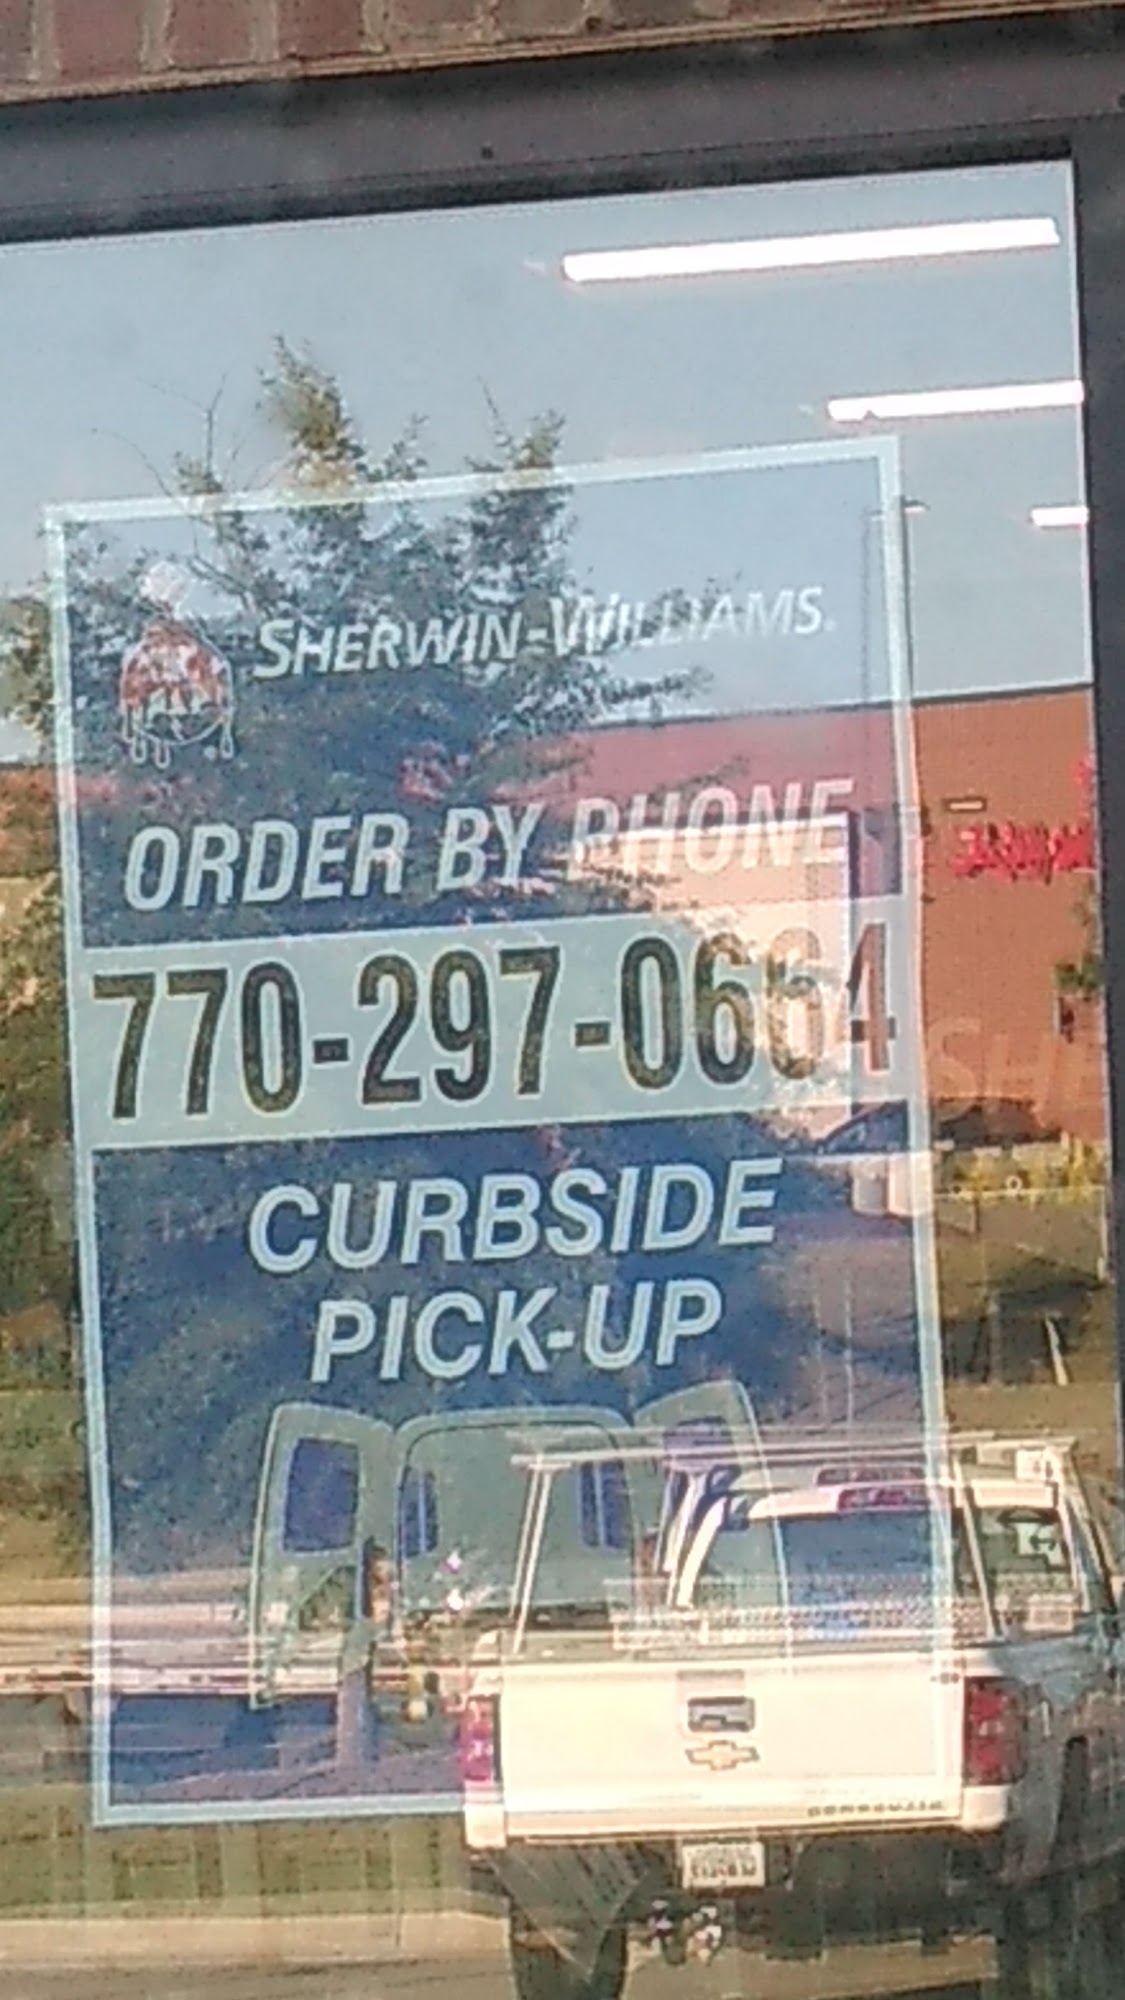 SHERWIN-WILLIAMS.
ORDER BY PHONE
770-297-0664
CURBSIDE
PICK-UP